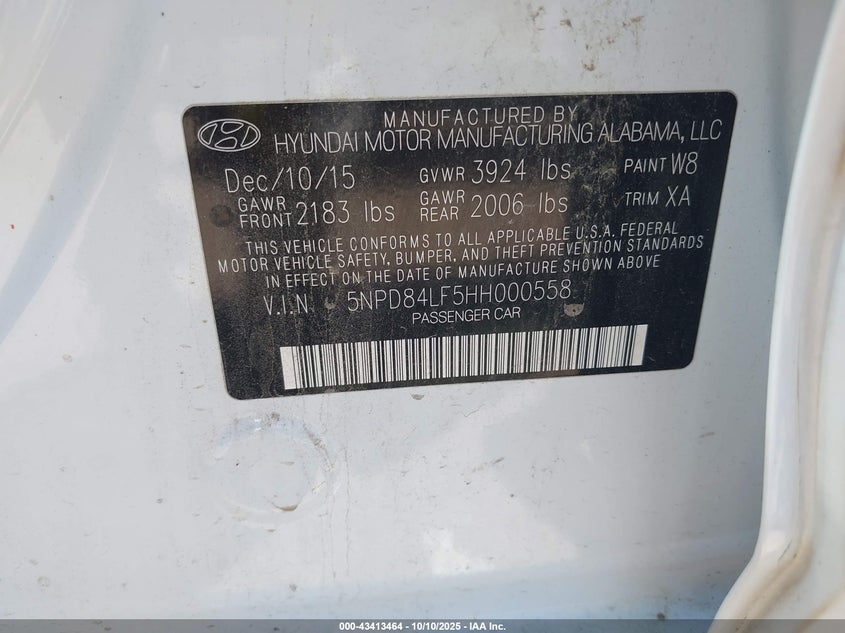 MANUFACTURED BY
HYUNDAI MOTOR MANUFACTURING ALABAMA, LLC
Dec/10/15 GVWR 3924 lbs PAINT W8
GAWR FRONT 2183 lbs GAWR REAR 2006 lbs TRIM XA
THIS VEHICLE CONFORMS TO ALL APPLICABLE U.S.A. FEDERAL
MOTOR VEHICLE SAFETY, BUMPER, AND THEFT PREVENTION STANDARDS
IN EFFECT ON THE DATE OF MANUFACTURE SHOWN ABOVE
V.I.N. 5NPD84LF5HH000558
PASSENGER CAR
000-43413464 - 10/10/2025 - IAA Inc.